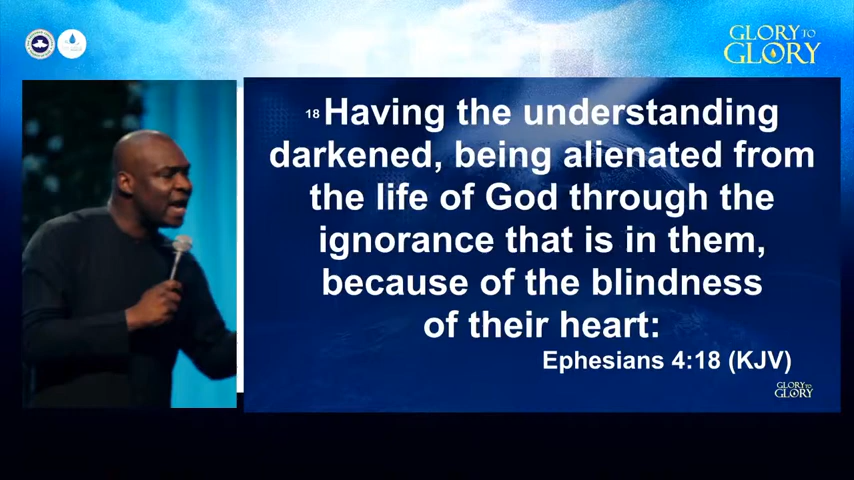 GLORY TO
GLORY
18 Having the understanding
darkened, being alienated from
the life of God through the
ignorance that is in them,
because of the blindness
of their heart:
Ephesians 4:18 (KJV)
GLORY TO
GLORY